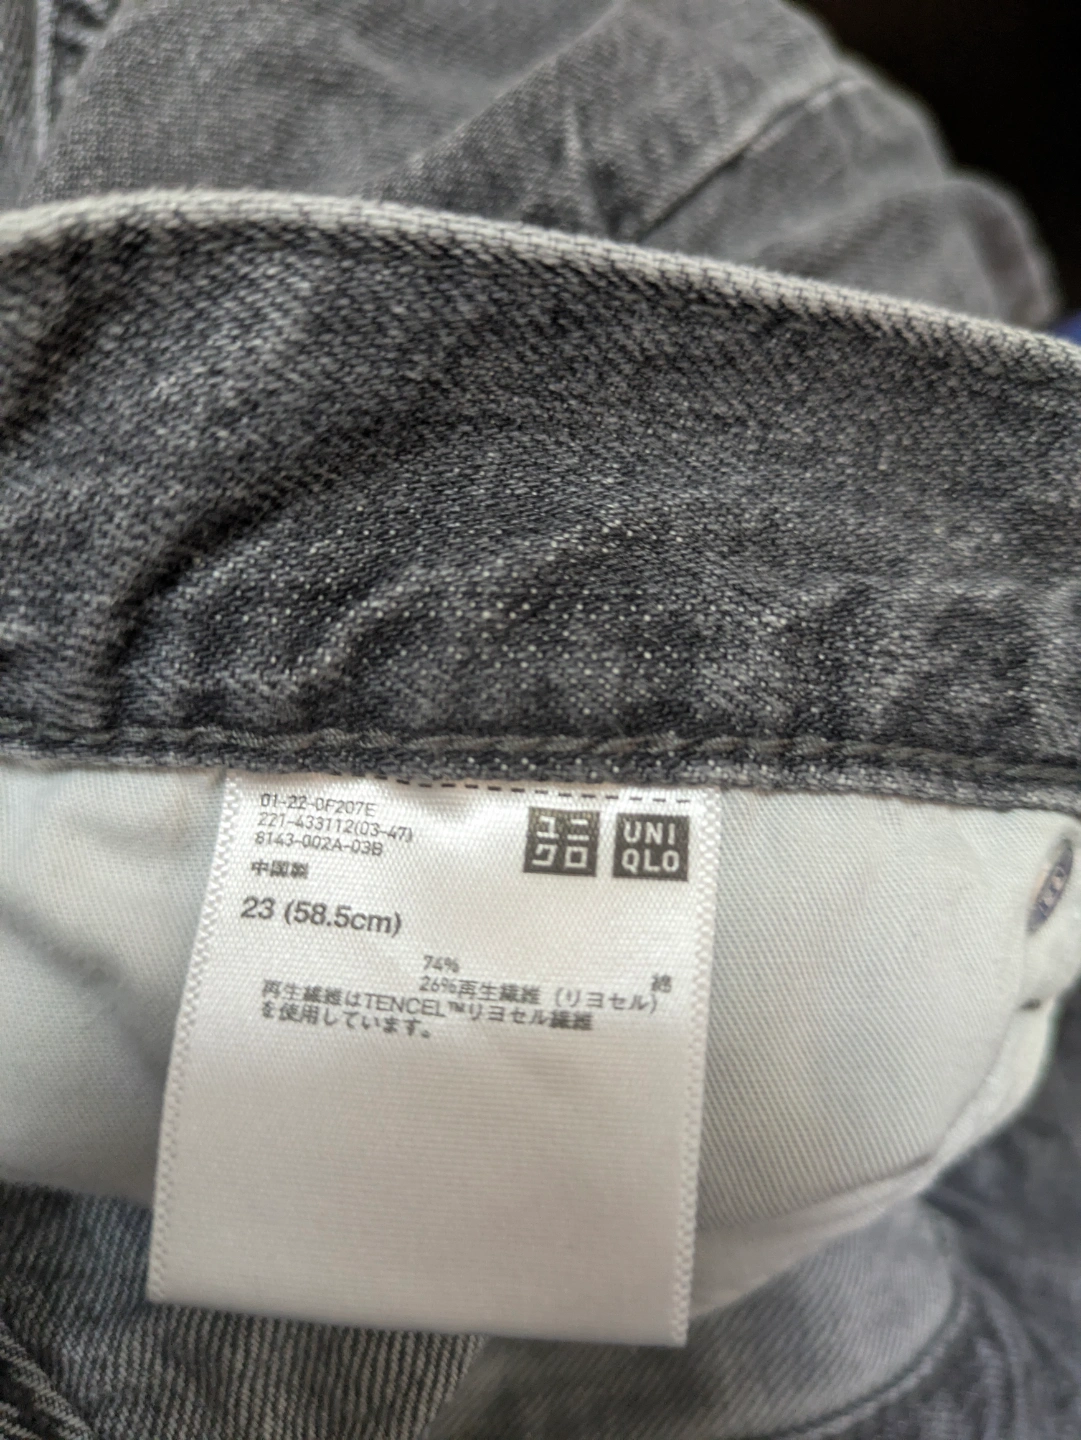 01-22-0F207E
221-433112(03-47)
8143-002A-03B
中国製
ユニ
クロ
UNI
QLO
23 (58.5cm)
74% 綿
26%再生繊維（リヨセル）
再生繊維はTENCEL™リヨセル繊維
を使用しています。